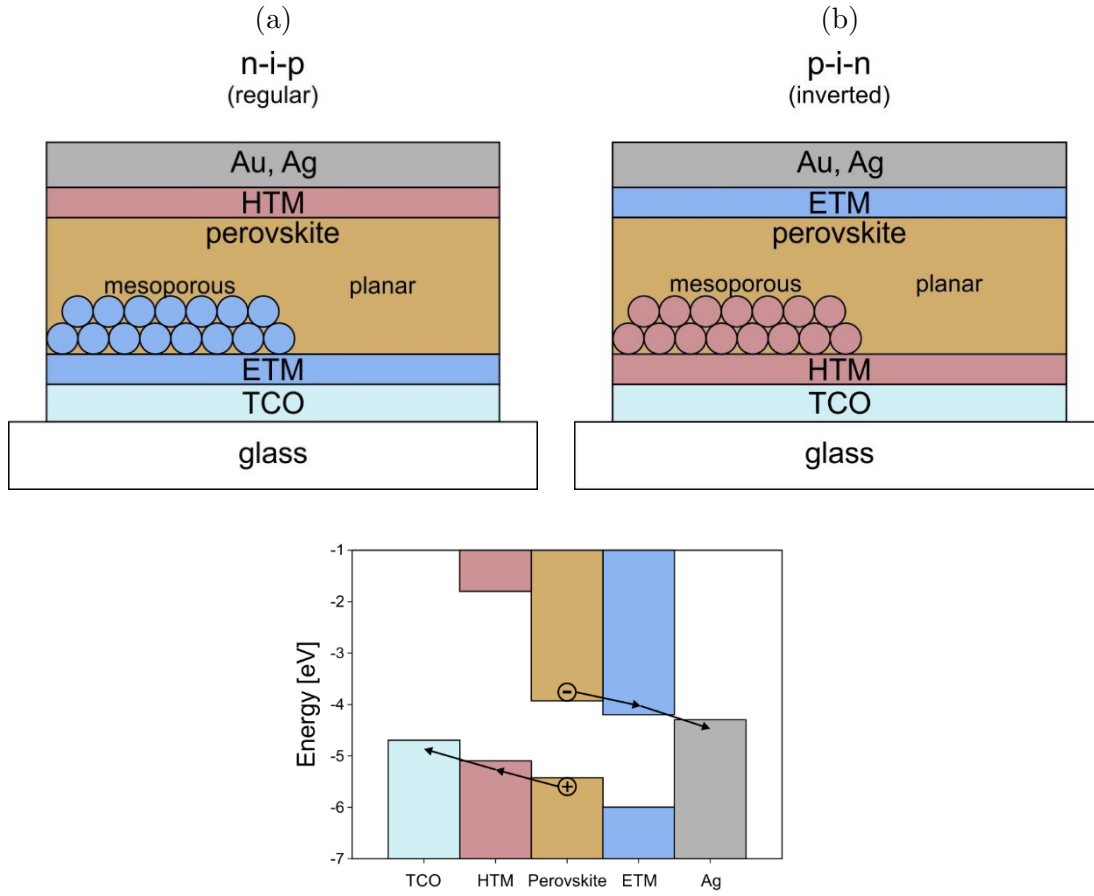 (a)
n-i-p
(regular)
Au, Ag
HTM
perovskite
mesoporous planar
ETM
TCO
glass
(b)
p-i-n
(inverted)
Au, Ag
ETM
perovskite
mesoporous planar
HTM
TCO
glass
Energy [eV]
-1
-2
-3
-4
-5
-6
-7
−
+
TCO HTM Perovskite ETM Ag